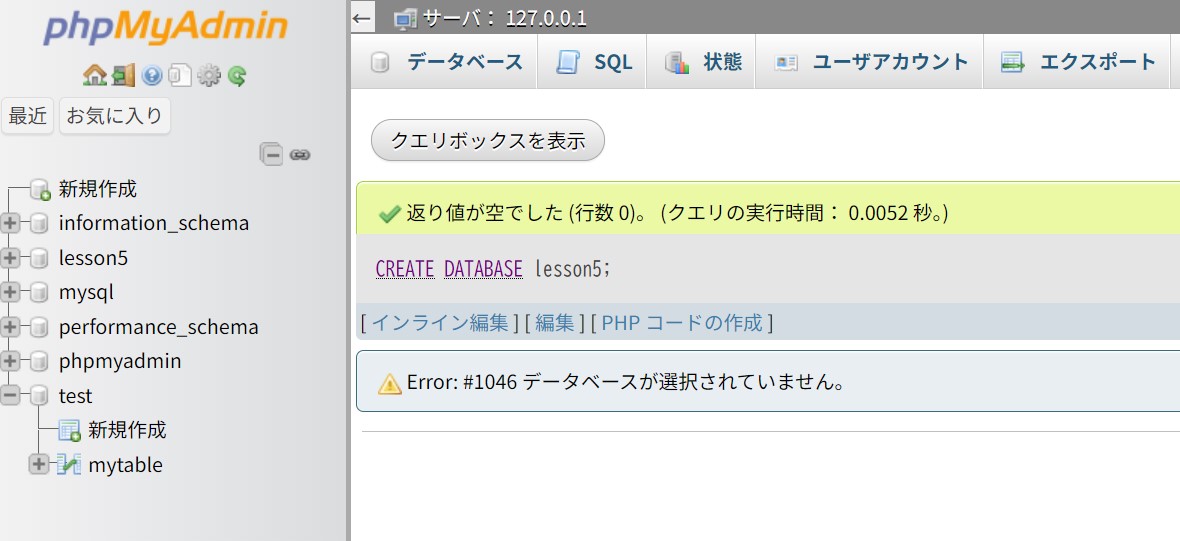 phpMyAdmin
最近 お気に入り
新規作成
information_schema
lesson5
mysql
performance_schema
phpmyadmin
test
新規作成
mytable
サーバ： 127.0.0.1
データベース SQL 状態 ユーザアカウント エクスポート
クエリボックスを表示
返り値が空でした (行数 0)。 (クエリの実行時間： 0.0052 秒。)
CREATE DATABASE lesson5;
[ インライン編集 ] [ 編集 ] [ PHP コードの作成 ]
Error: #1046 データベースが選択されていません。